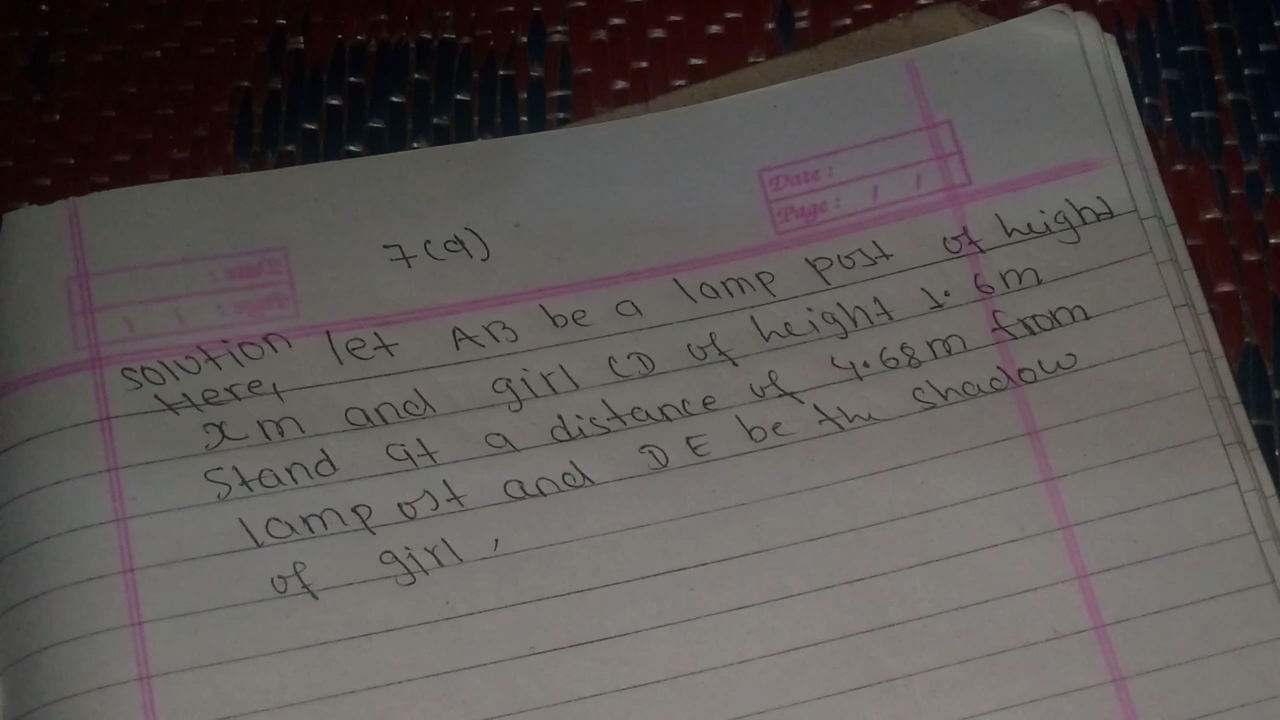 Date :
Page :
7(a)
solution let AB be a lamp post of height
Here,
xm and girl CD of height 1.6m
stand at a distance of 4.68m from
lamp ost and DE be the shadow
of girl,